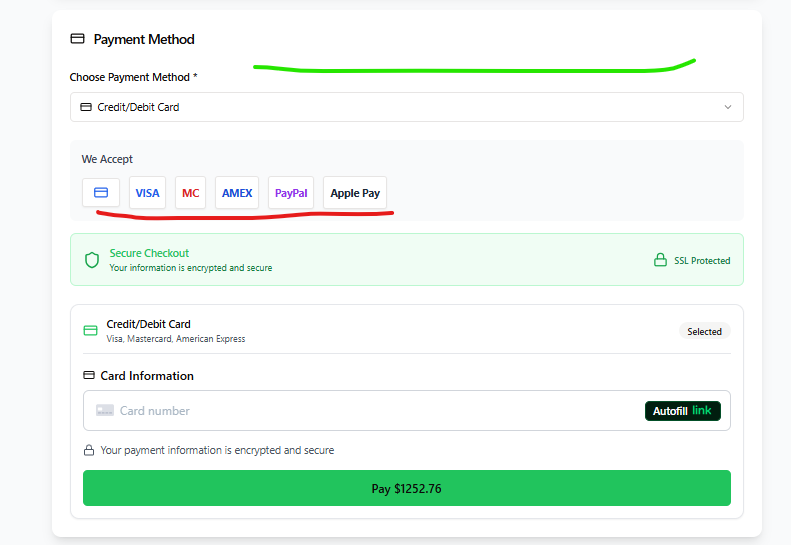 Payment Method
Choose Payment Method *
Credit/Debit Card
We Accept
VISA MC AMEX PayPal Apple Pay
Secure Checkout
Your information is encrypted and secure
SSL Protected
Credit/Debit Card
Visa, Mastercard, American Express
Selected
Card Information
Card number
Autofill link
Your payment information is encrypted and secure
Pay $1252.76